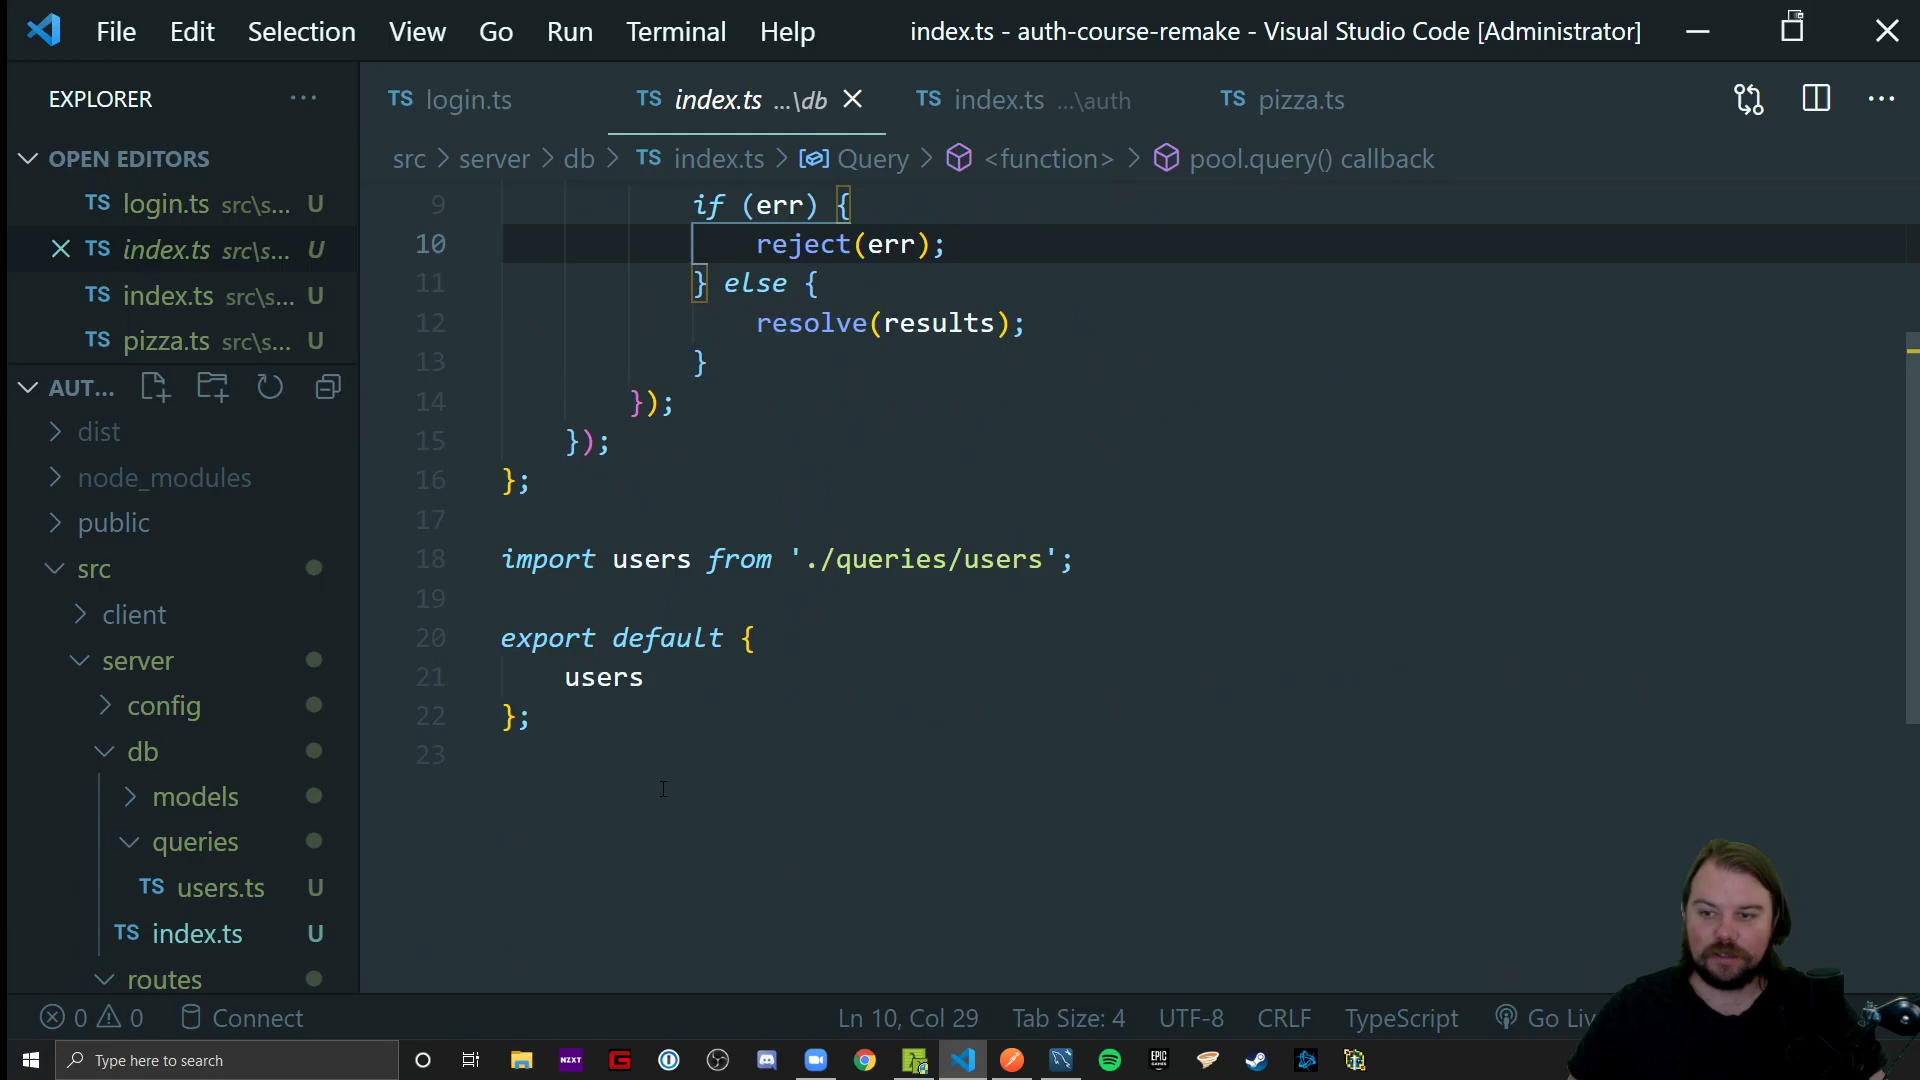 File Edit Selection View Go Run Terminal Help index.ts - auth-course-remake - Visual Studio Code [Administrator]
EXPLORER ...
TS login.ts TS index.ts ...\db TS index.ts ...\auth TS pizza.ts ...
OPEN EDITORS
src > server > db > TS index.ts > Query > <function> > pool.query() callback
TS login.ts src\s... U
TS index.ts src\s... U
TS index.ts src\s... U
TS pizza.ts src\s... U
AUT...
dist
node_modules
public
src
client
server
config
db
models
queries
TS users.ts U
TS index.ts U
routes
9 if (err) {
10 reject(err);
11 } else {
12 resolve(results);
13 }
14 });
15 });
16 };
17
18 import users from './queries/users';
19
20 export default {
21 users
22 };
23
0 0 Connect Ln 10, Col 29 Tab Size: 4 UTF-8 CRLF TypeScript Go Liv
Type here to search NZXT G EPIC GAMES